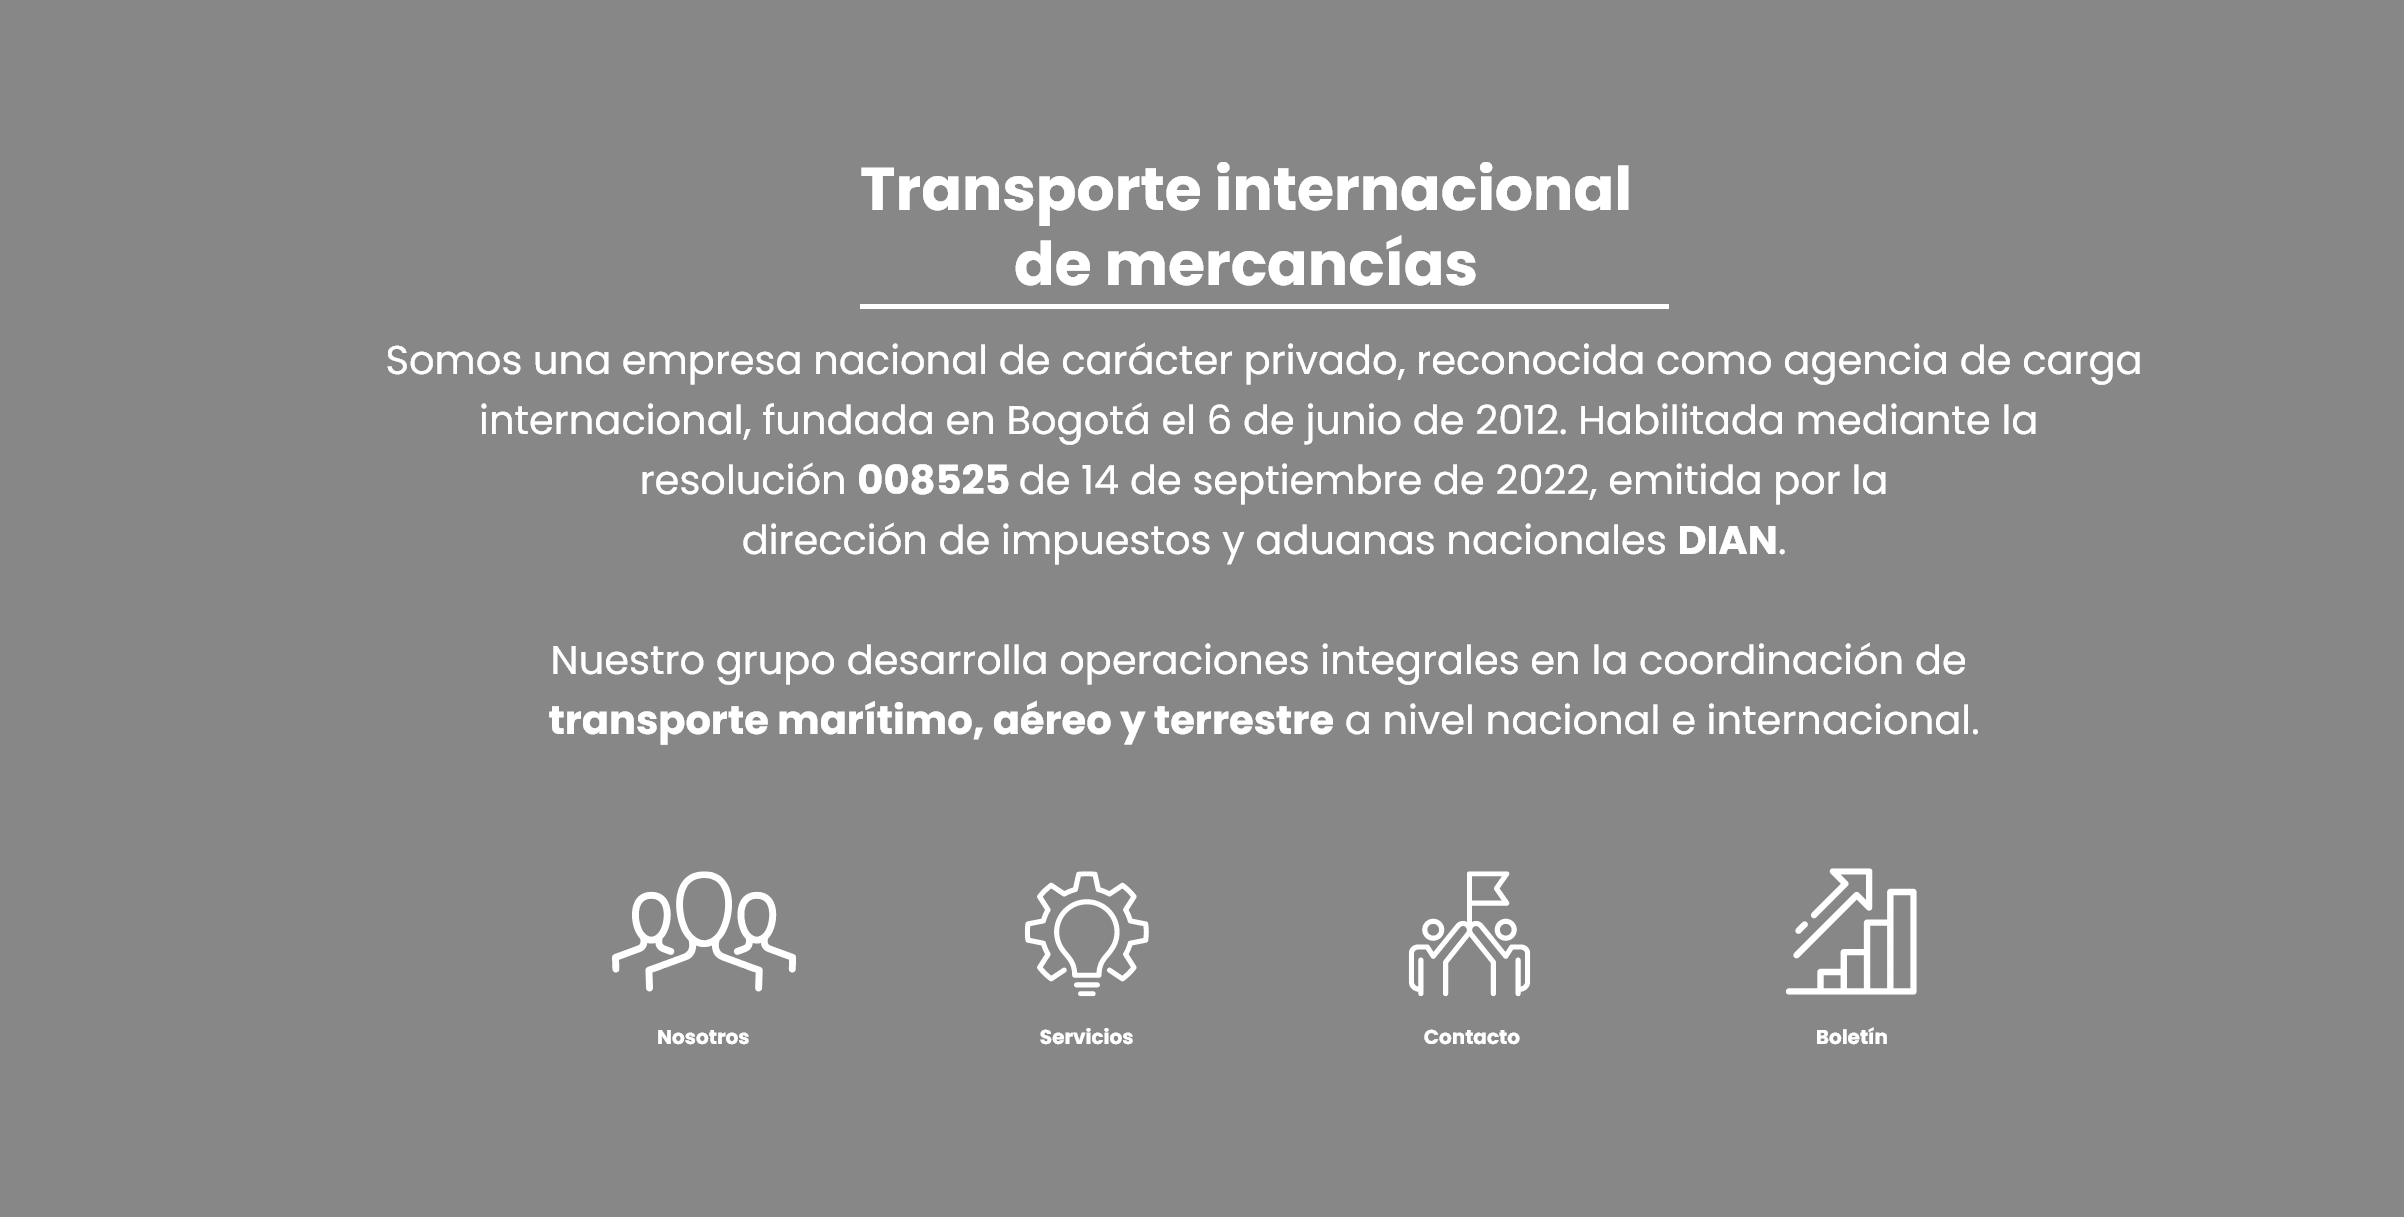 Transporte internacional
de mercancías
Somos una empresa nacional de carácter privado, reconocida como agencia de carga
internacional, fundada en Bogotá el 6 de junio de 2012. Habilitada mediante la
resolución 008525 de 14 de septiembre de 2022, emitida por la
dirección de impuestos y aduanas nacionales DIAN.
Nuestro grupo desarrolla operaciones integrales en la coordinación de
transporte marítimo, aéreo y terrestre a nivel nacional e internacional.
Nosotros
Servicios
Contacto
Boletín